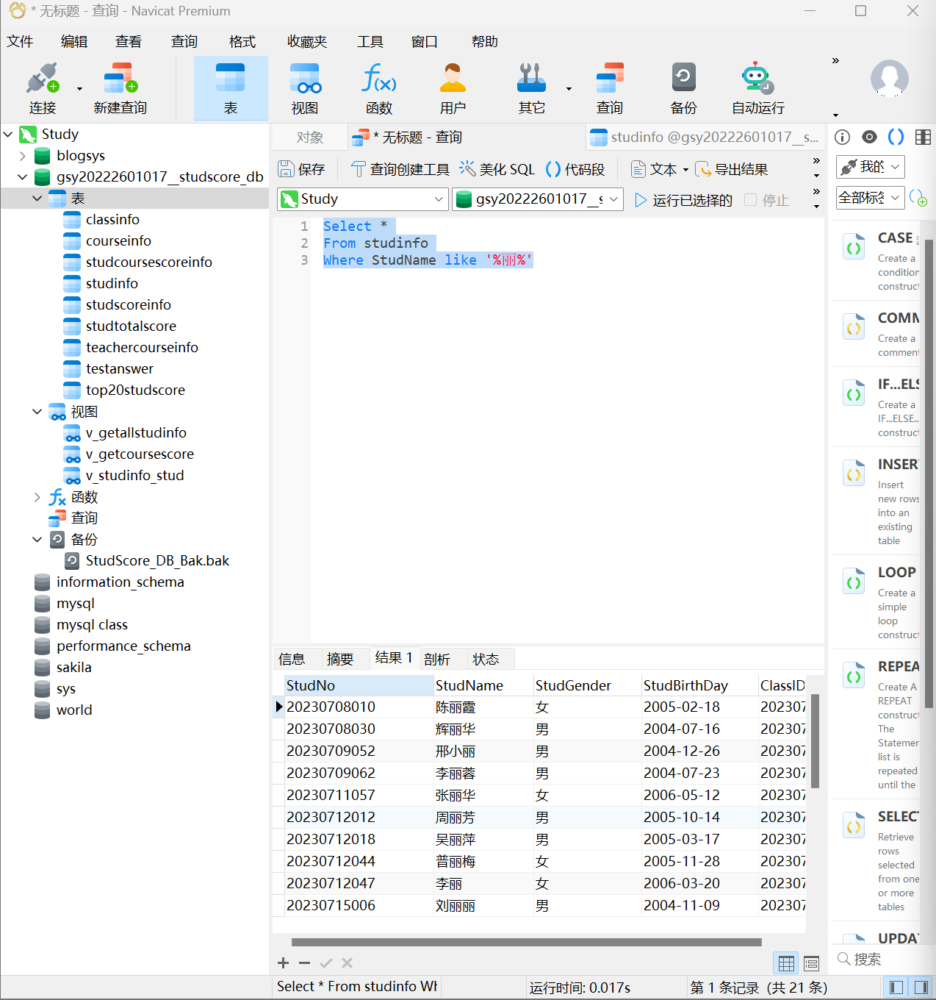 * 无标题 - 查询 - Navicat Premium
文件 编辑 查看 查询 格式 收藏夹 工具 窗口 帮助
连接 新建查询 表 视图 函数 用户 其它 查询 备份 自动运行
Study
blogsys
gsy20222601017__studscore_db
表
classinfo
courseinfo
studcoursescoreinfo
studinfo
studscoreinfo
studtotalscore
teachercourseinfo
testanswer
top20studscore
视图
v_getallstudinfo
v_getcoursescore
v_studinfo_stud
函数
查询
备份
StudScore_DB_Bak.bak
information_schema
mysql
mysql class
performance_schema
sakila
sys
world
对象 * 无标题 - 查询 studinfo @gsy20222601017__s...
保存 查询创建工具 美化 SQL 代码段 文本 导出结果
Study gsy20222601017__s 运行已选择的 停止
1 Select *
2 From studinfo
3 Where StudName like '%丽%'
信息 摘要 结果 1 剖析 状态
StudNo StudName StudGender StudBirthDay ClassID
20230708010 陈丽霞 女 2005-02-18 202307
20230708030 辉丽华 男 2004-07-16 202307
20230709052 邢小丽 男 2004-12-26 202307
20230709062 李丽蓉 男 2004-07-23 202307
20230711057 张丽华 女 2006-05-12 202307
20230712012 周丽芳 男 2005-10-14 202307
20230712018 吴丽萍 男 2005-03-17 202307
20230712044 普丽梅 女 2005-11-28 202307
20230712047 李丽 女 2006-03-20 202307
20230715006 刘丽丽 男 2004-11-09 202307
Select * From studinfo Wh 运行时间: 0.017s 第 1 条记录 (共 21 条)
我的
全部标签
CASE
Create a
condition
construct
COMM
Create a
comment
IF...ELS
Create a
IF...ELSE...
construct
INSER
Insert
new rows
into an
existing
table
LOOP
Create a
simple
loop
construct
REPEA
Create A
REPEAT
construct
The
Statemer
list is
repeated
until the
SELECT
Retrieve
rows
selected
from one
or more
tables
UPDA
搜索